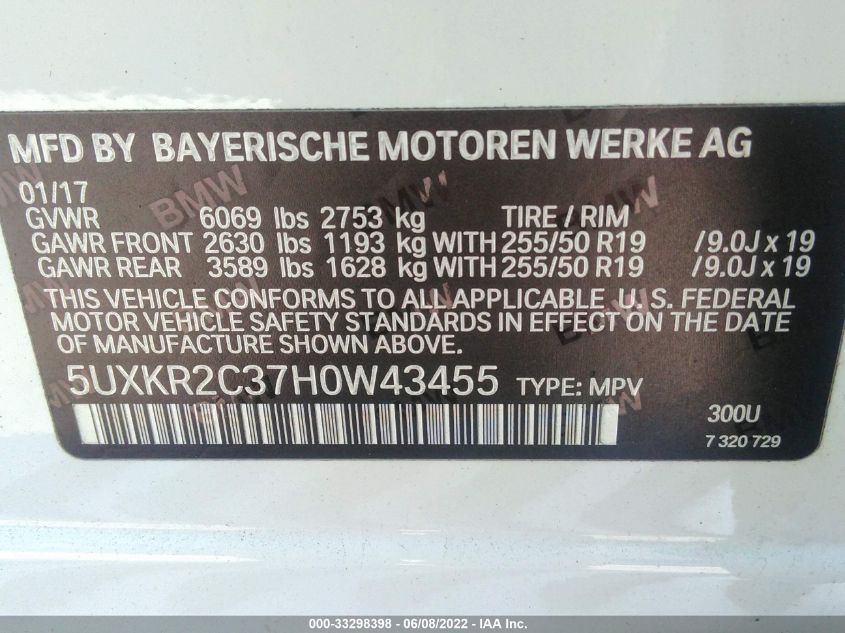 MFD BY BAYERISCHE MOTOREN WERKE AG
01/17
GVWR 6069 lbs 2753 kg TIRE / RIM
GAWR FRONT 2630 lbs 1193 kg WITH 255/50 R19 /9.0J x 19
GAWR REAR 3589 lbs 1628 kg WITH 255/50 R19 /9.0J x 19
THIS VEHICLE CONFORMS TO ALL APPLICABLE U. S. FEDERAL
MOTOR VEHICLE SAFETY STANDARDS IN EFFECT ON THE DATE
OF MANUFACTURE SHOWN ABOVE.
5UXKR2C37H0W43455 TYPE: MPV
300U
7 320 729
BMW
BMW
BMW
000-33298398 - 06/08/2022 - IAA Inc.